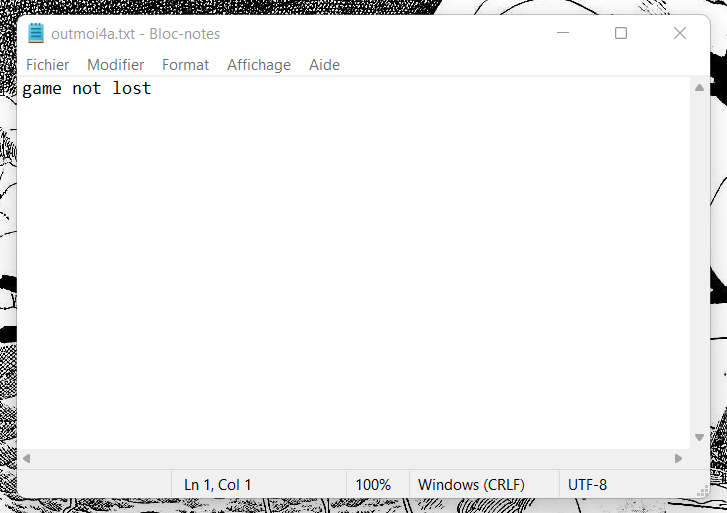 outmoi4a.txt - Bloc-notes
Fichier Modifier Format Affichage Aide
game not lost
Ln 1, Col 1 100% Windows (CRLF) UTF-8